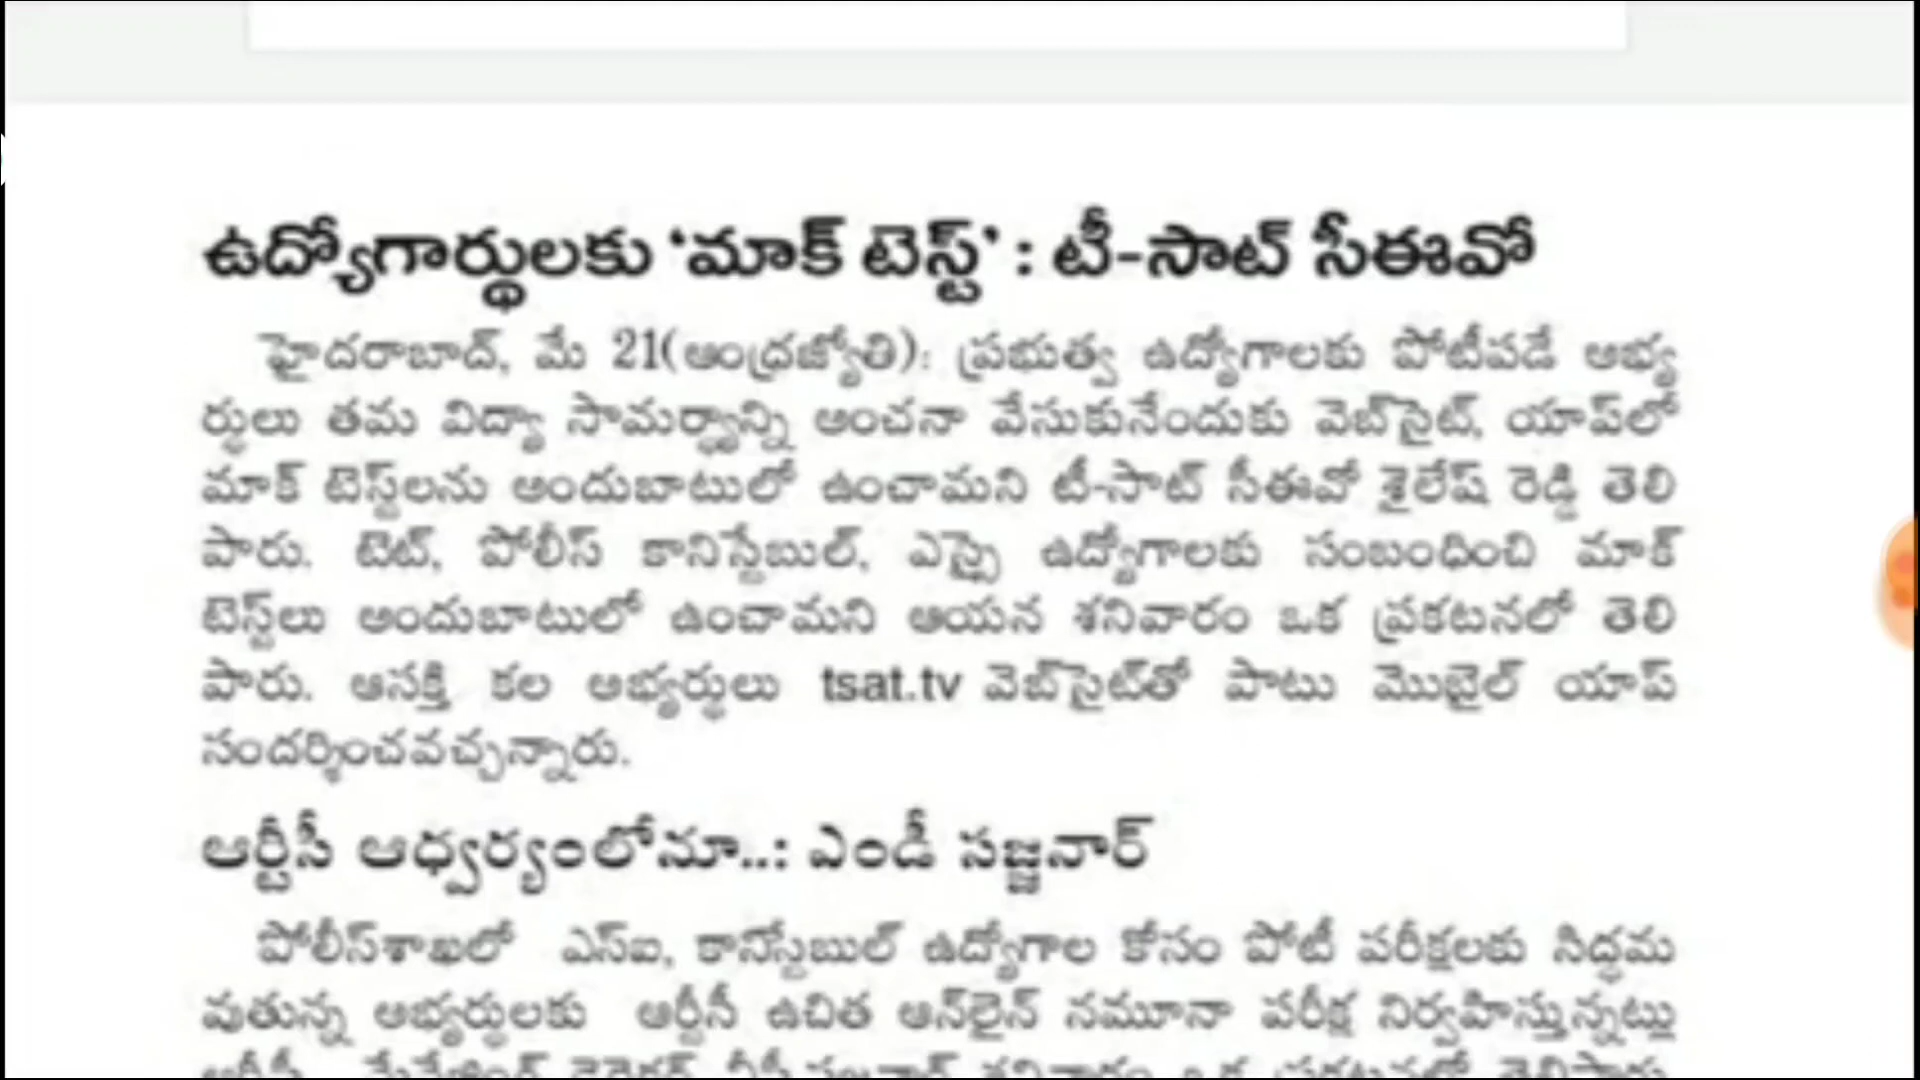 ఉద్యోగార్థులకు ‘మాక్ టెస్ట్’ : టీ-సాట్ సీఈవో
హైదరాబాద్, మే 21(ఆంధ్రజ్యోతి): ప్రభుత్వ ఉద్యోగాలకు పోటీపడే అభ్య
ర్థులు తమ విద్యా సామర్థ్యాన్ని అంచనా వేసుకునేందుకు వెబ్‌సైట్, యాప్‌లో
మాక్ టెస్ట్‌లను అందుబాటులో ఉంచామని టీ-సాట్ సీఈవో శైలేష్ రెడ్డి తెలి
పారు. టెట్, పోలీస్ కానిస్టేబుల్, ఎస్సై ఉద్యోగాలకు సంబంధించి మాక్
టెస్ట్‌లు అందుబాటులో ఉంచామని ఆయన శనివారం ఒక ప్రకటనలో తెలి
పారు. ఆసక్తి కల అభ్యర్థులు tsat.tv వెబ్‌సైట్‌తో పాటు మొబైల్ యాప్
సందర్శించవచ్చన్నారు.
ఆర్టీసీ ఆధ్వర్యంలోనూ..: ఎండీ సజ్జనార్
పోలీస్‌శాఖలో ఎస్ఐ, కానిస్టేబుల్ ఉద్యోగాల కోసం పోటీ పరీక్షలకు సిద్ధమ
వుతున్న అభ్యర్థులకు ఆర్టీసీ ఉచిత ఆన్‌లైన్ నమూనా పరీక్ష నిర్వహిస్తున్నట్లు